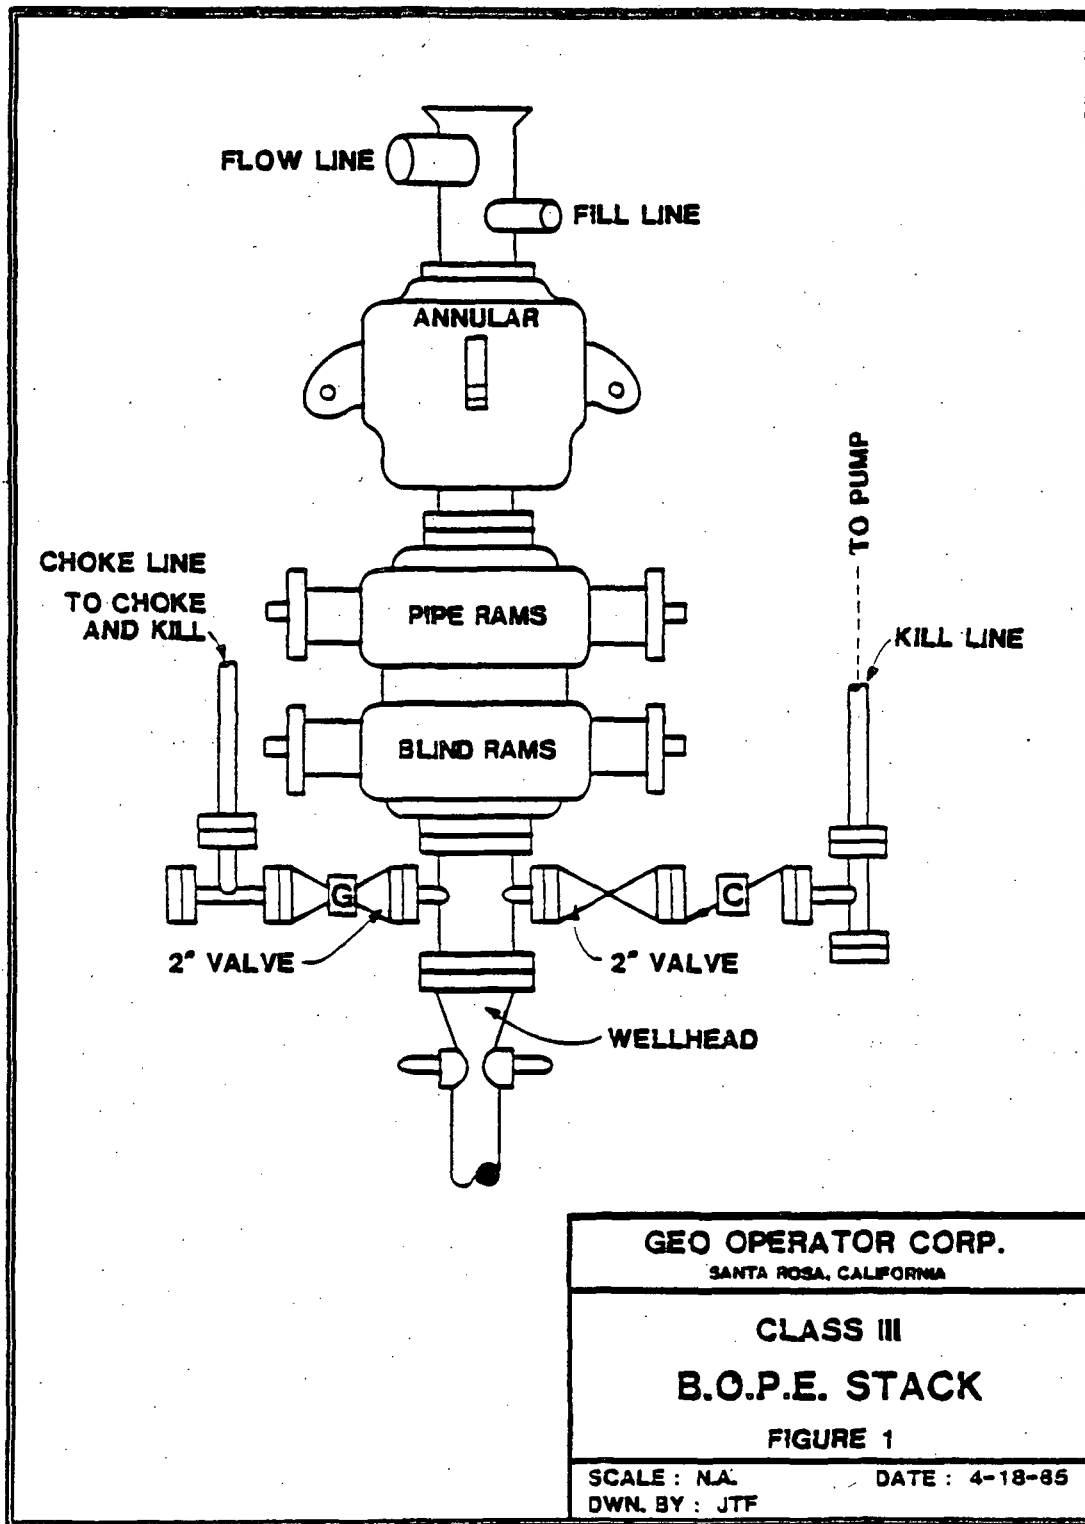 FLOW LINE
FILL LINE
ANNULAR
TO PUMP
CHOKE LINE
TO CHOKE
AND KILL
PIPE RAMS
KILL LINE
BLIND RAMS
G
C
2" VALVE
2" VALVE
WELLHEAD
GEO OPERATOR CORP.
SANTA ROSA, CALIFORNIA
CLASS III
B.O.P.E. STACK
FIGURE 1
SCALE : N.A. DATE : 4-18-85
DWN. BY : JTF